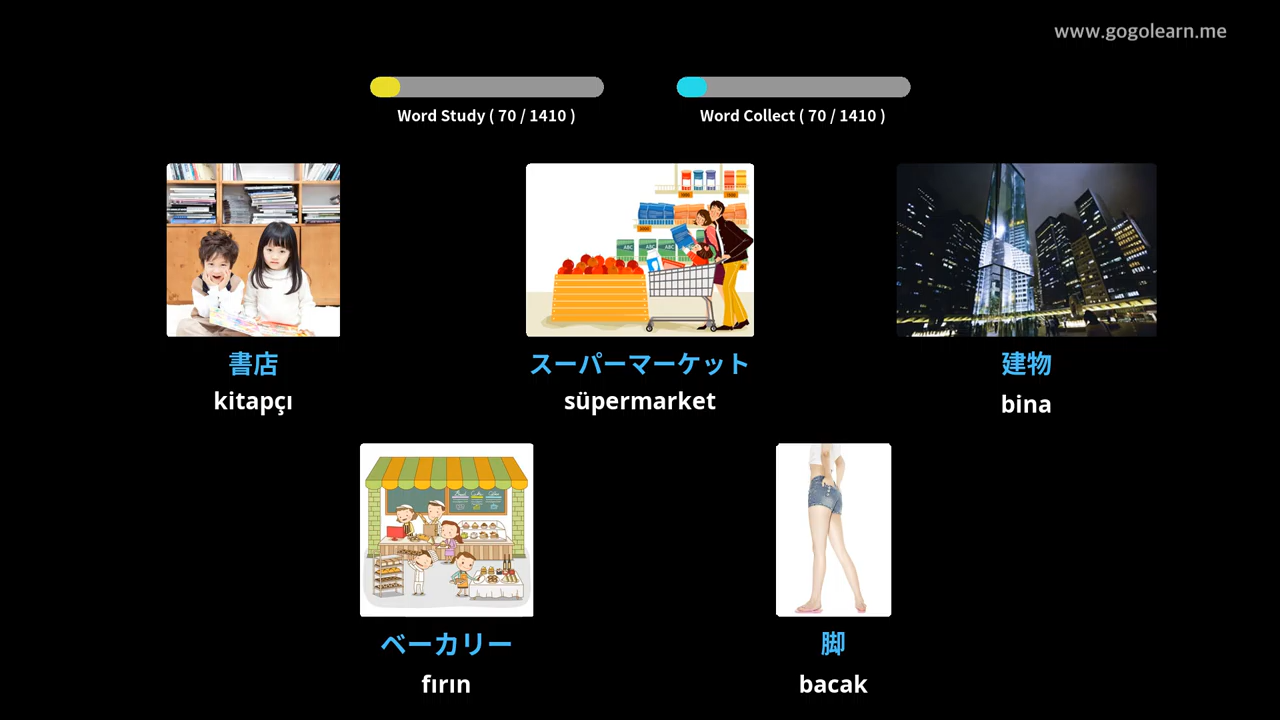 www.gogolearn.me
Word Study ( 70 / 1410 )
Word Collect ( 70 / 1410 )
書店
kitapçı
スーパーマーケット
süpermarket
建物
bina
ベーカリー
fırın
脚
bacak